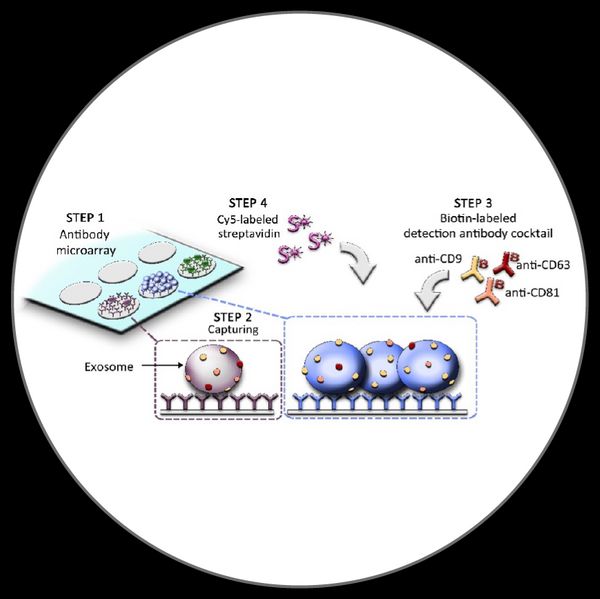 STEP 1
Antibody
microarray
STEP 4
Cy5-labeled
streptavidin
S
S
S
STEP 3
Biotin-labeled
detection antibody cocktail
anti-CD9
B
B
anti-CD63
B
anti-CD81
STEP 2
Capturing
Exosome